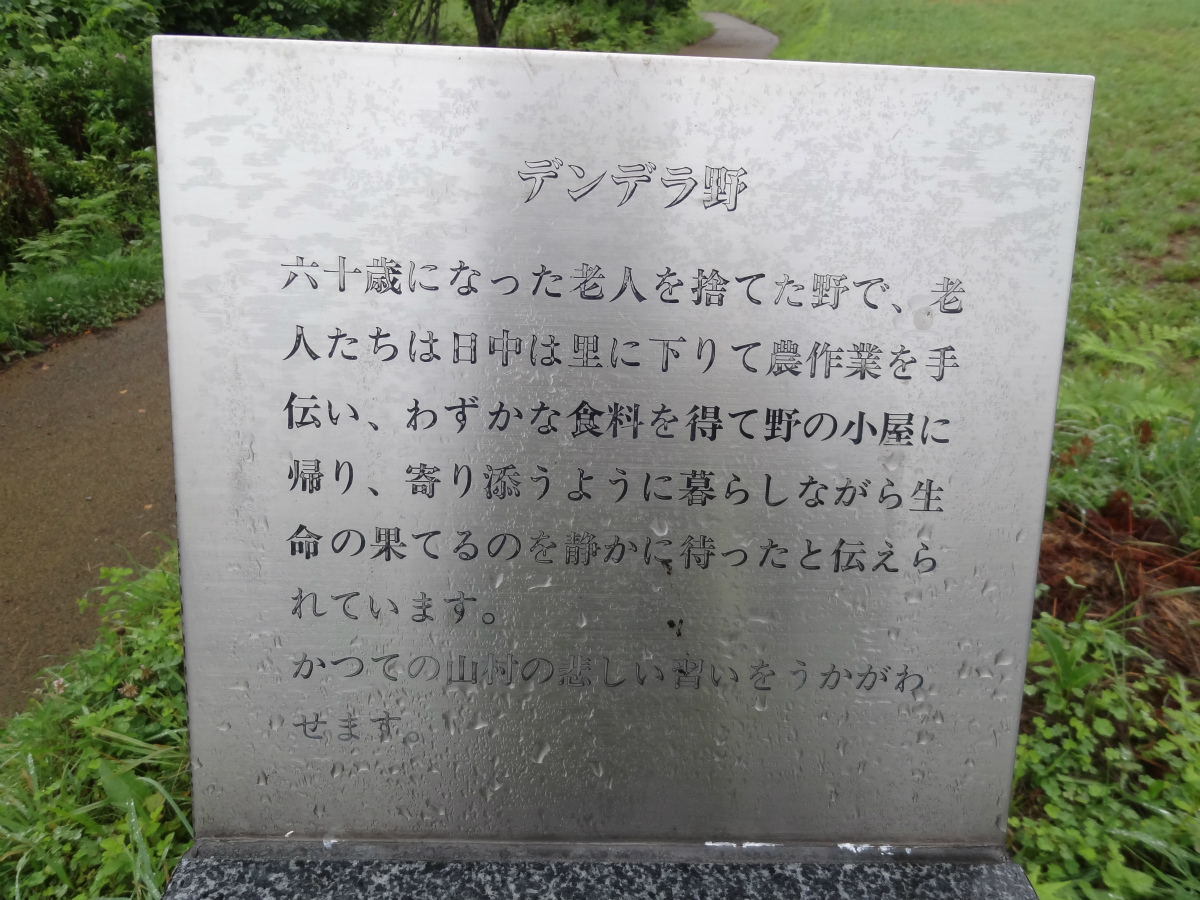 デンデラ野
六十歳になった老人を捨てた野で、老
人たちは日中は里に下りて農作業を手
伝い、わずかな食料を得て野の小屋に
帰り、寄り添うように暮らしながら生
命の果てるのを静かに待ったと伝えら
れています。
かつての山村の悲しい習いをうかがわ
せます。